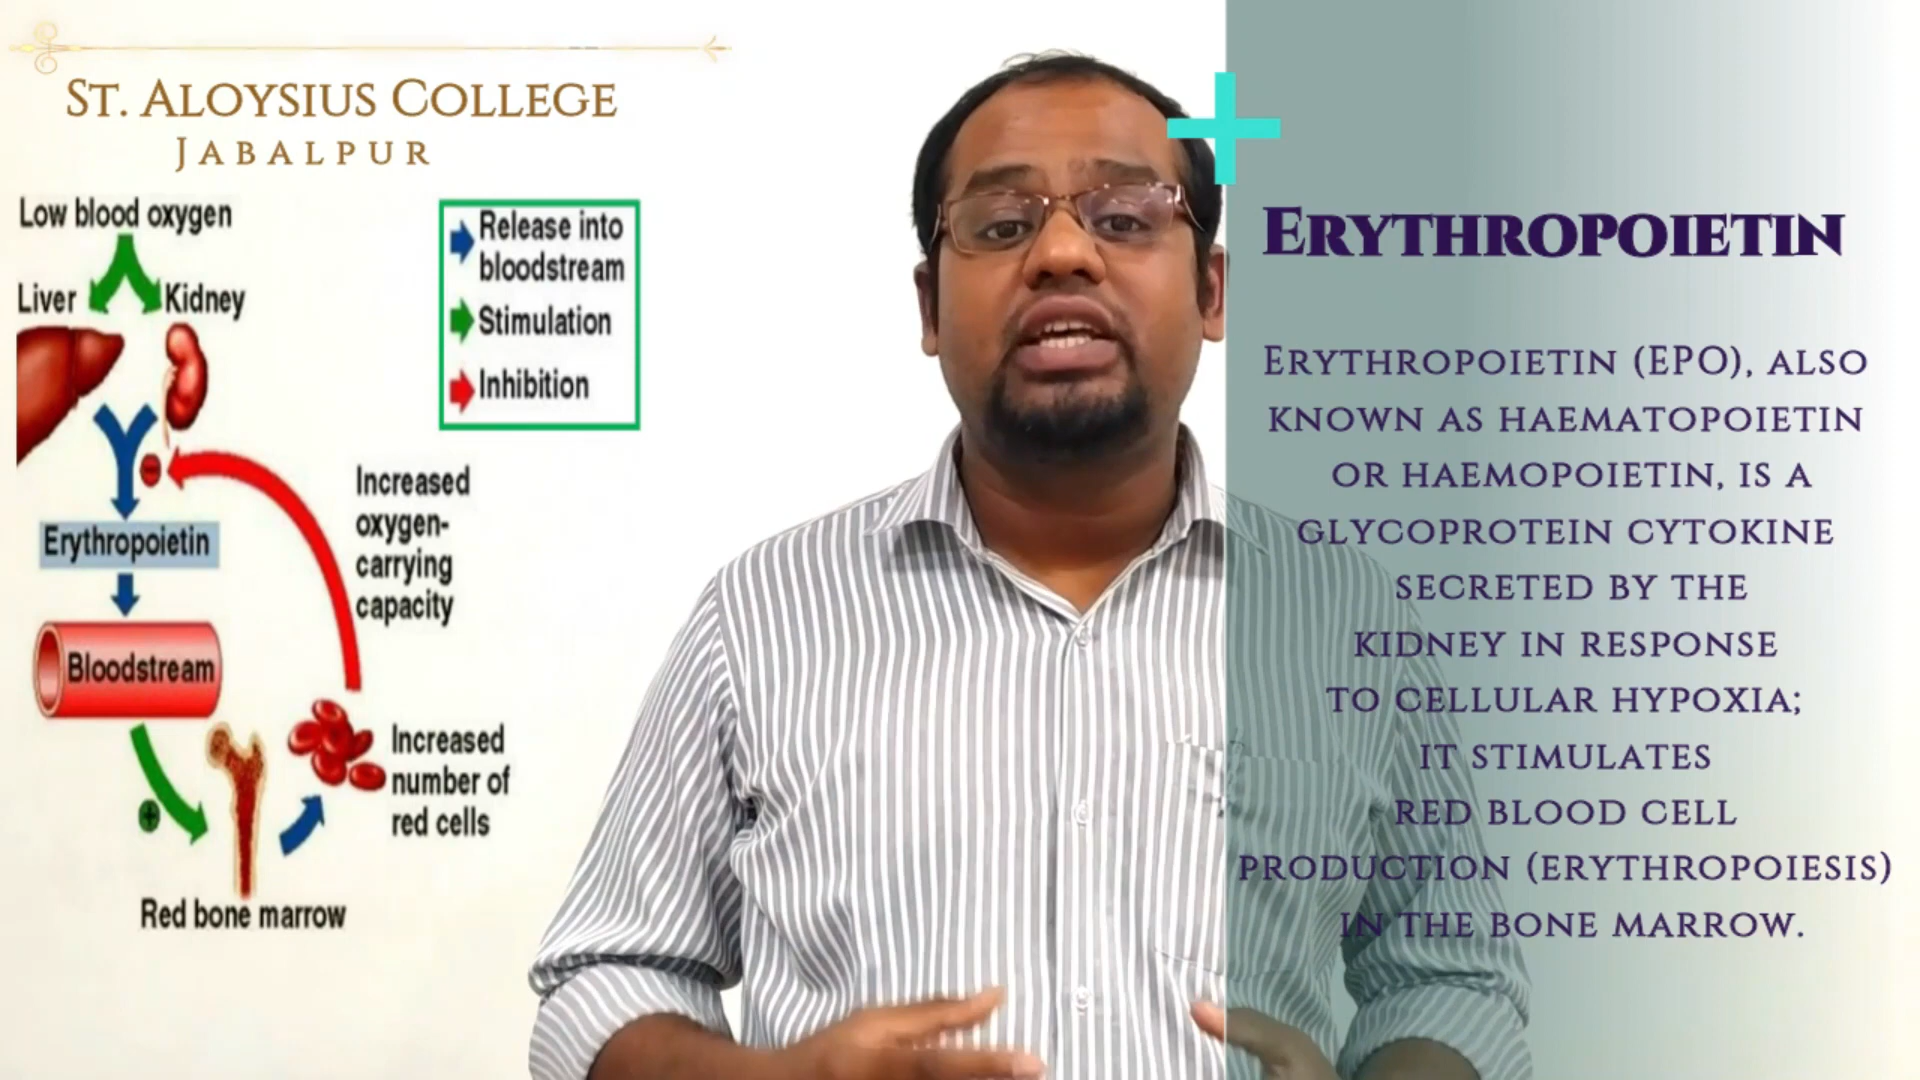 ST. ALOYSIUS COLLEGE
JABALPUR
Low blood oxygen
Liver
Kidney
Erythropoietin
Bloodstream
Red bone marrow
Increased
number of
red cells
Increased
oxygen-
carrying
capacity
Release into
bloodstream
Stimulation
Inhibition
ERYTHROPOIETIN
ERYTHROPOIETIN (EPO), ALSO
KNOWN AS HAEMATOPOIETIN
OR HAEMOPOIETIN, IS A
GLYCOPROTEIN CYTOKINE
SECRETED BY THE
KIDNEY IN RESPONSE
TO CELLULAR HYPOXIA;
IT STIMULATES
RED BLOOD CELL
PRODUCTION (ERYTHROPOIESIS)
IN THE BONE MARROW.